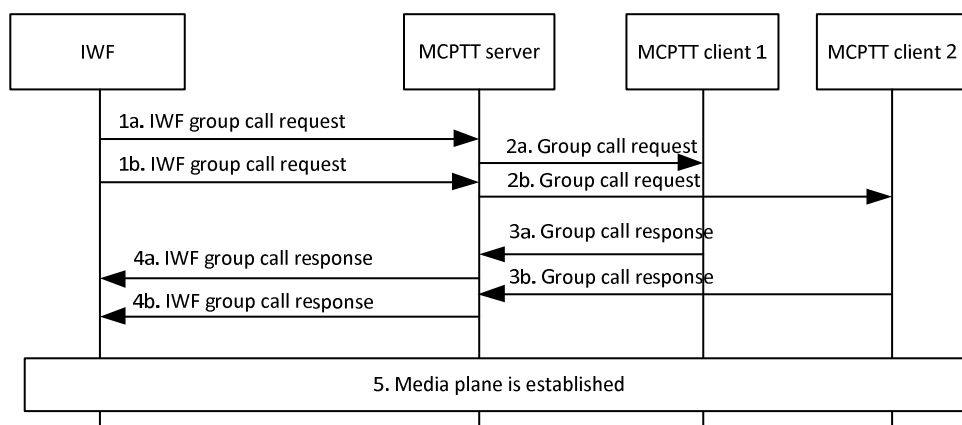 IWF
MCPTT server
MCPTT client 1
MCPTT client 2
1a. IWF group call request
2a. Group call request
1b. IWF group call request
2b. Group call request
3a. Group call response
4a. IWF group call response
3b. Group call response
4b. IWF group call response
5. Media plane is established